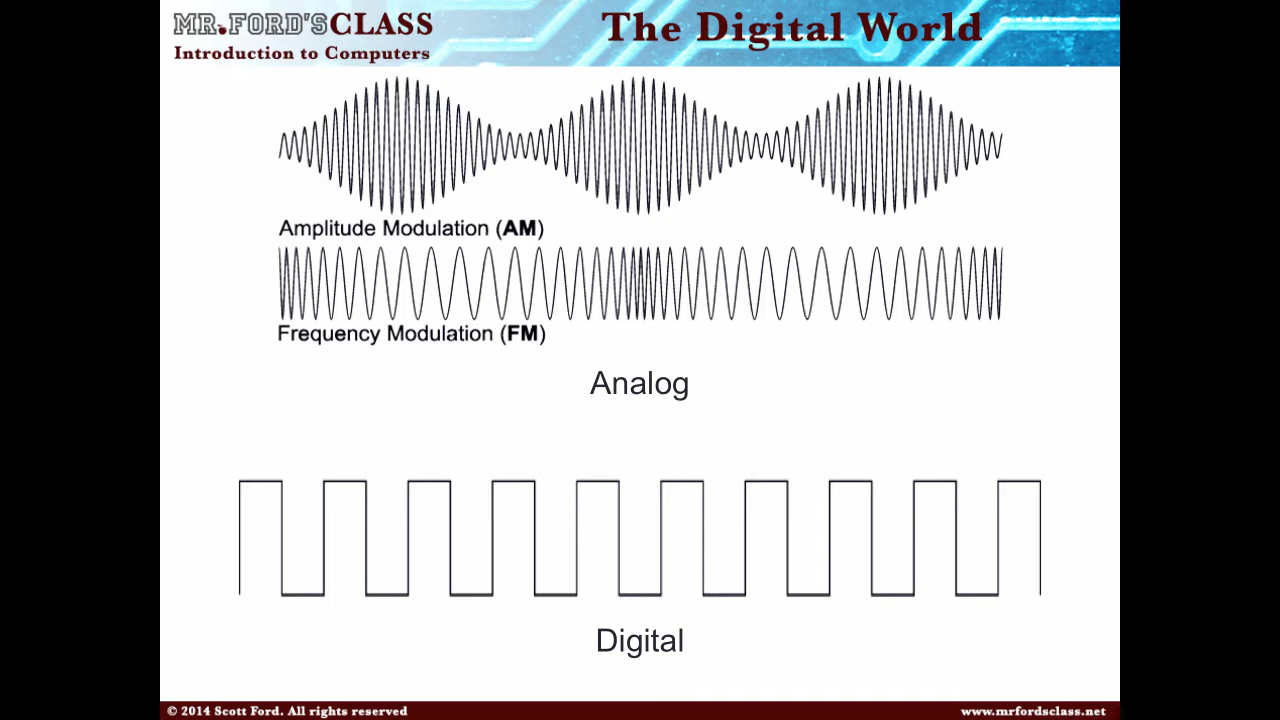 MR.FORD'SCLASS
Introduction to Computers
The Digital World
Amplitude Modulation (AM)
Frequency Modulation (FM)
Analog
Digital
© 2014 Scott Ford. All rights reserved
www.mrfordsclass.net